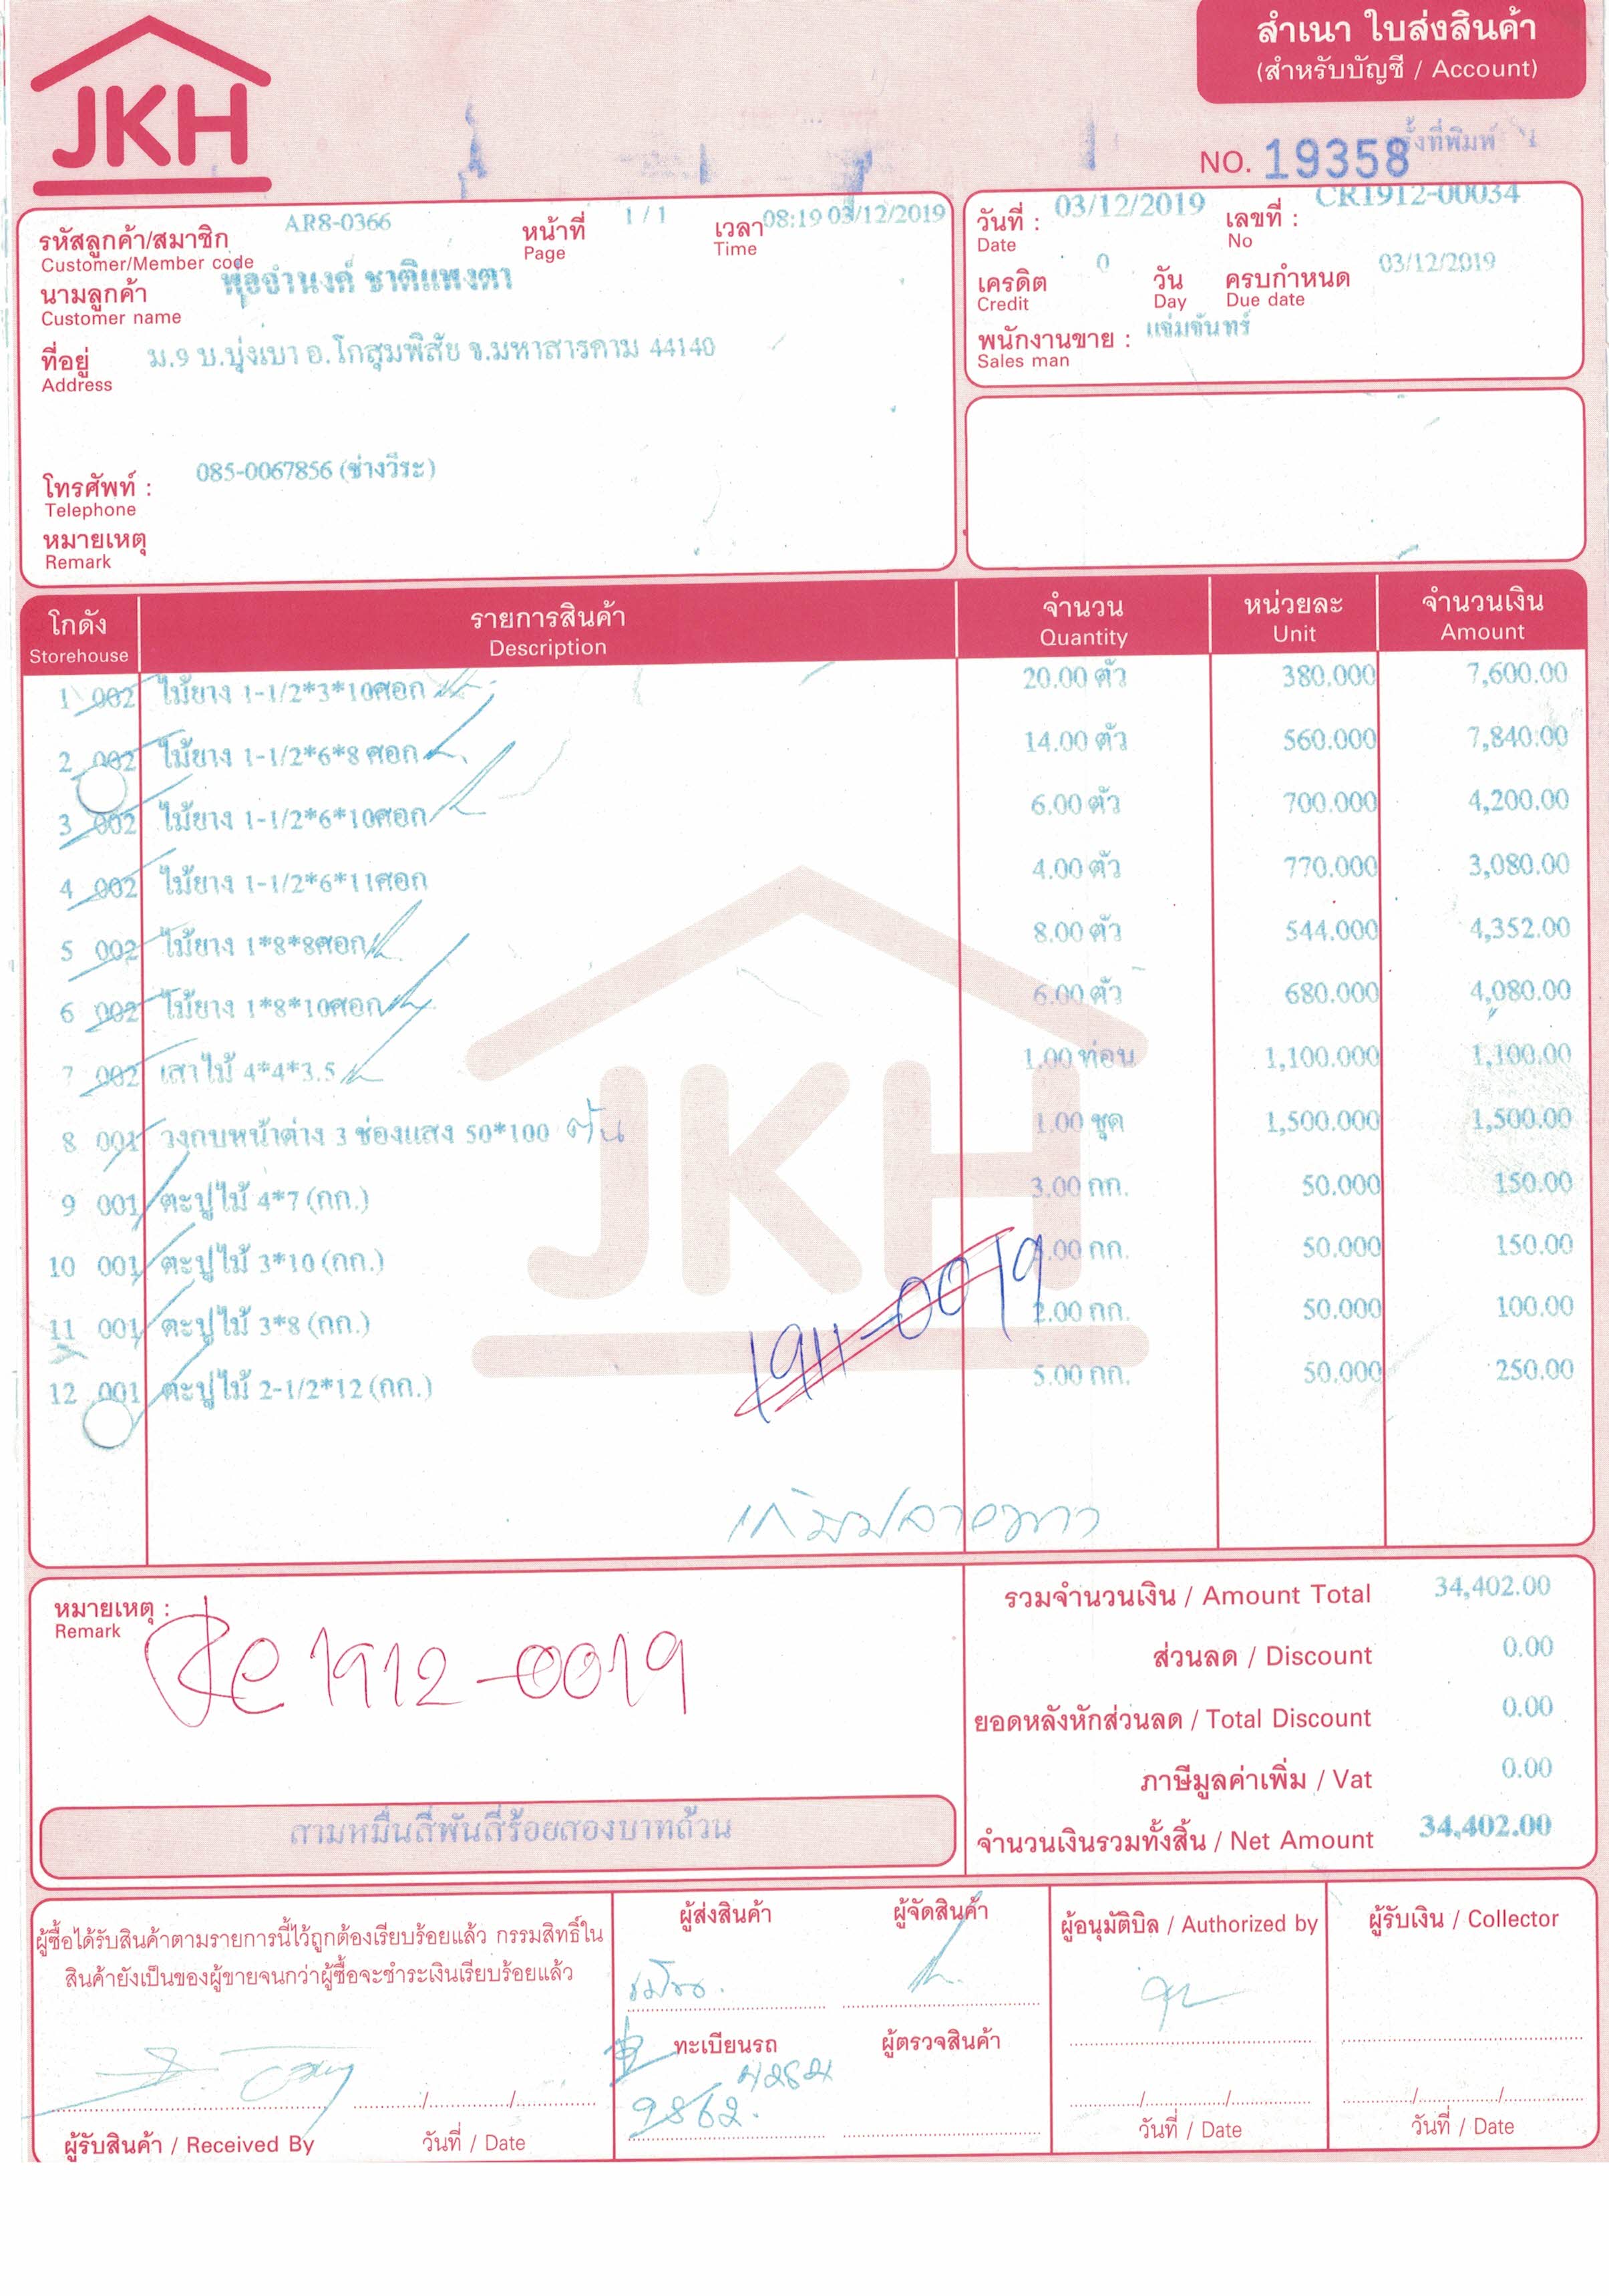 JKH
สำเนา ใบส่งสินค้า
(สำหรับบัญชี / Account)
ครั้งที่พิมพ์ 1
NO. 19358
รหัสลูกค้า/สมาชิก AR8-0366 หน้าที่ 1 / 1 เวลา 08:19 03/12/2019
Customer/Member code Page Time
นามลูกค้า พุธจำนงค์ ชาติแพงตา
Customer name
ที่อยู่ ม.9 บ.บุ่งเบา อ.โกสุมพิสัย จ.มหาสารคาม 44140
Address
โทรศัพท์ : 085-0067856 (ช่างวีระ)
Telephone
หมายเหตุ
Remark
วันที่ : 03/12/2019 เลขที่ : CR1912-00034
Date No
เครดิต 0 วัน ครบกำหนด 03/12/2019
Credit Day Due date
พนักงานขาย : แจ่มจันทร์
Sales man
โกดัง รายการสินค้า จำนวน หน่วยละ จำนวนเงิน
Storehouse Description Quantity Unit Amount
1 002 ไม้ยาง 1-1/2*3*10ศอก 20.00 ตัว 380.000 7,600.00
2 002 ไม้ยาง 1-1/2*6*8 ศอก 14.00 ตัว 560.000 7,840.00
3 002 ไม้ยาง 1-1/2*6*10ศอก 6.00 ตัว 700.000 4,200.00
4 002 ไม้ยาง 1-1/2*6*11ศอก 4.00 ตัว 770.000 3,080.00
5 002 ไม้ยาง 1*8*8ศอก 8.00 ตัว 544.000 4,352.00
6 002 ไม้ยาง 1*8*10ศอก 6.00 ตัว 680.000 4,080.00
7 002 เสาไม้ 4*4*3.5 1.00 ท่อน 1,100.000 1,100.00
8 001 วงกบหน้าต่าง 3 ช่องแสง 50*100 ตัน 1.00 ชุด 1,500.000 1,500.00
9 001 ตะปูไม้ 4*7 (กก.) 3.00 กก. 50.000 150.00
10 001 ตะปูไม้ 3*10 (กก.) 3.00 กก. 50.000 150.00
11 001 ตะปูไม้ 3*8 (กก.) 2.00 กก. 50.000 100.00
12 001 ตะปูไม้ 2-1/2*12 (กก.) 5.00 กก. 50.000 250.00
JKH
1911-0019
หมายเหตุ :
Remark
Re 1912-0019
สามหมื่นสี่พันสี่ร้อยสองบาทถ้วน
รวมจำนวนเงิน / Amount Total 34,402.00
ส่วนลด / Discount 0.00
ยอดหลังหักส่วนลด / Total Discount 0.00
ภาษีมูลค่าเพิ่ม / Vat 0.00
จำนวนเงินรวมทั้งสิ้น / Net Amount 34,402.00
ผู้ซื้อได้รับสินค้าตามรายการนี้ไว้ถูกต้องเรียบร้อยแล้ว กรรมสิทธิ์ใน
สินค้ายังเป็นของผู้ขายจนกว่าผู้ซื้อจะชำระเงินเรียบร้อยแล้ว
ผู้รับสินค้า / Received By วันที่ / Date
ผู้ส่งสินค้า ผู้จัดสินค้า
ทะเบียนรถ ผู้ตรวจสินค้า
ผู้อนุมัติบิล / Authorized by
วันที่ / Date
ผู้รับเงิน / Collector
วันที่ / Date